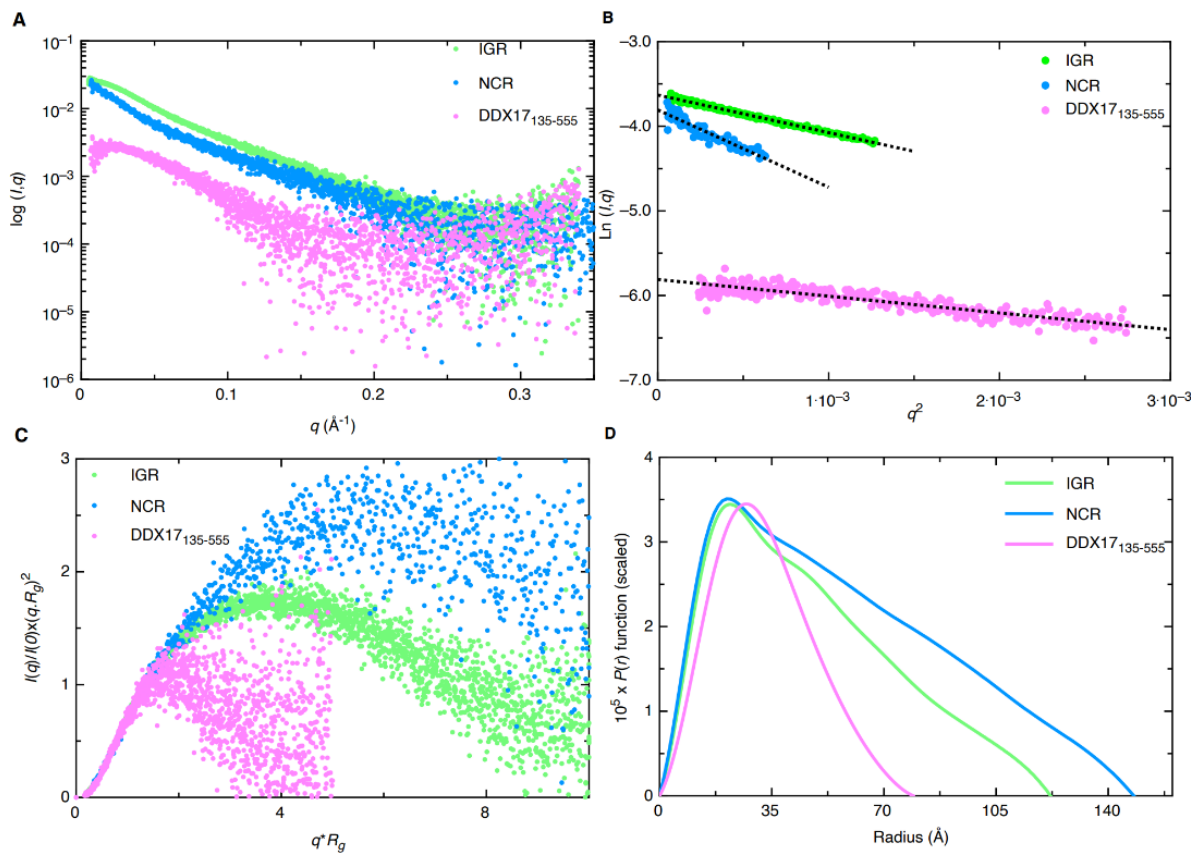 A
log (I,q)
10⁻¹
10⁻²
10⁻³
10⁻⁴
10⁻⁵
10⁻⁶
IGR
NCR
DDX17₁₃₅₋₅₅₅
0 0.1 0.2 0.3
q (Å⁻¹)
B
Ln (I,q)
−3.0
−4.0
−5.0
−6.0
−7.0
IGR
NCR
DDX17₁₃₅₋₅₅₅
0 1·10⁻³ 2·10⁻³ 3·10⁻³
q²
C
I(q)/I(0)x(q.Rg)²
3
2
1
0
IGR
NCR
DDX17₁₃₅₋₅₅₅
0 4 8
q*Rg
D
10⁵ x P(r) function (scaled)
4
3
2
1
0
IGR
NCR
DDX17₁₃₅₋₅₅₅
0 35 70 105 140
Radius (Å)